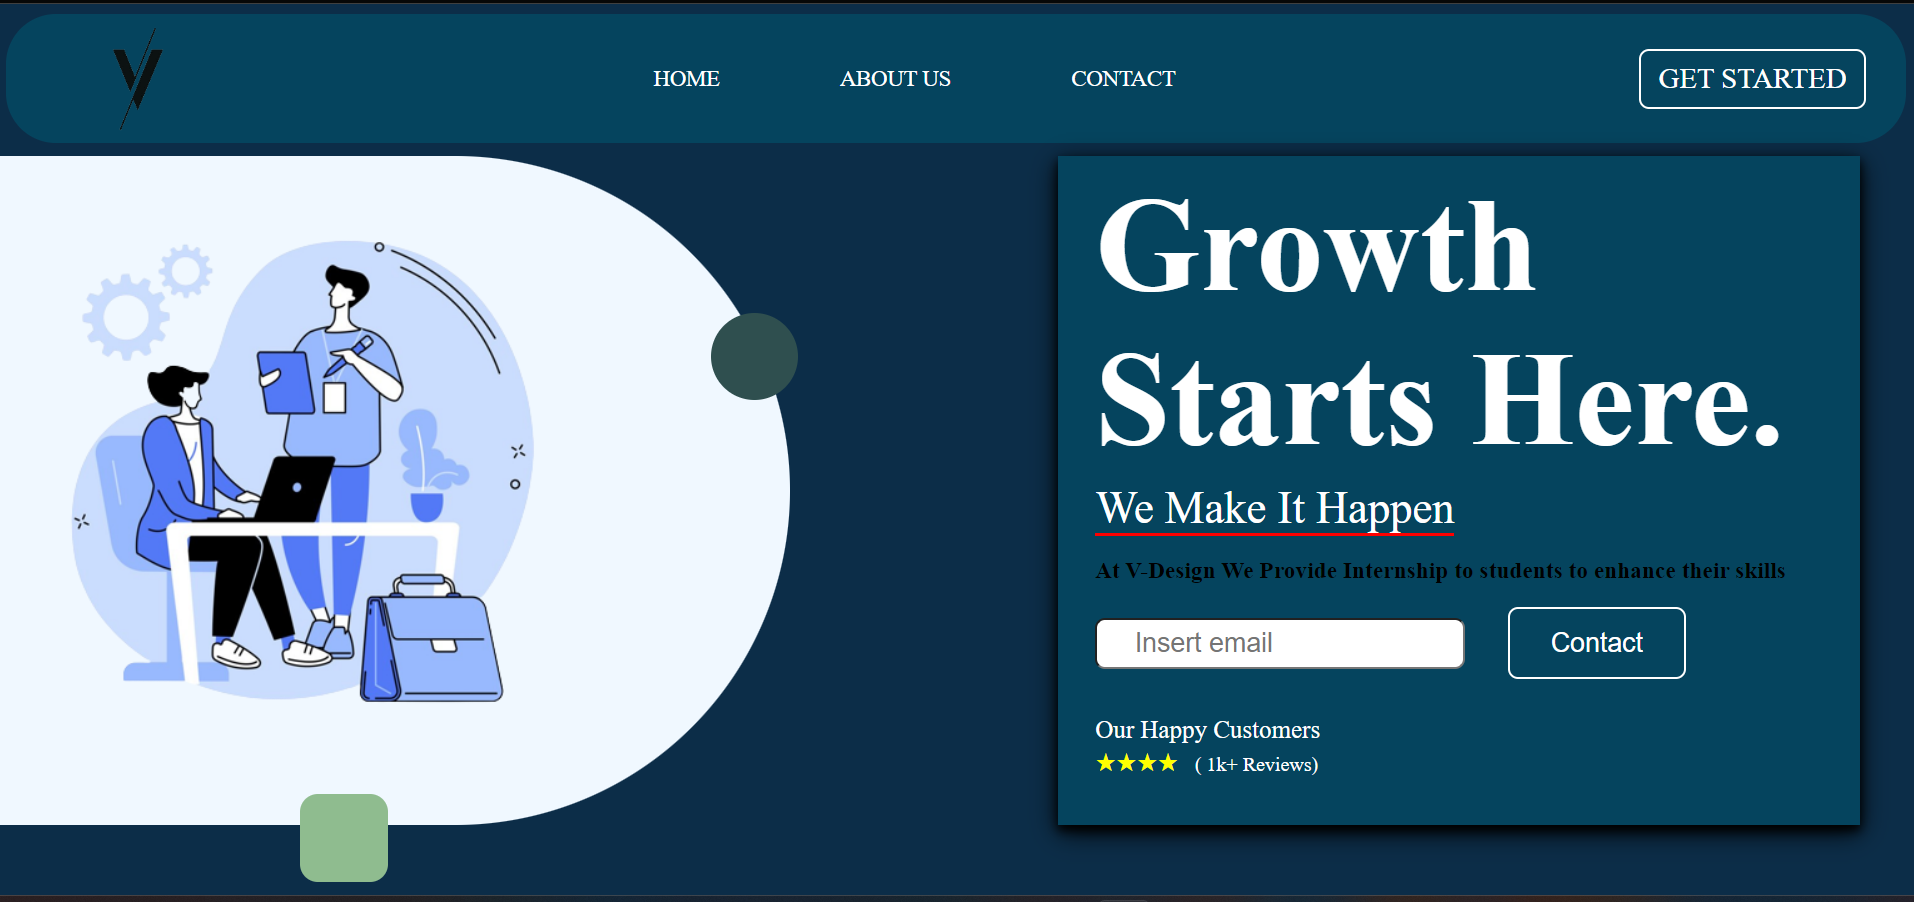 HOME
ABOUT US
CONTACT
GET STARTED
Growth
Starts Here.
We Make It Happen
At V-Design We Provide Internship to students to enhance their skills
Insert email
Contact
Our Happy Customers
★★★★ ( 1k+ Reviews)